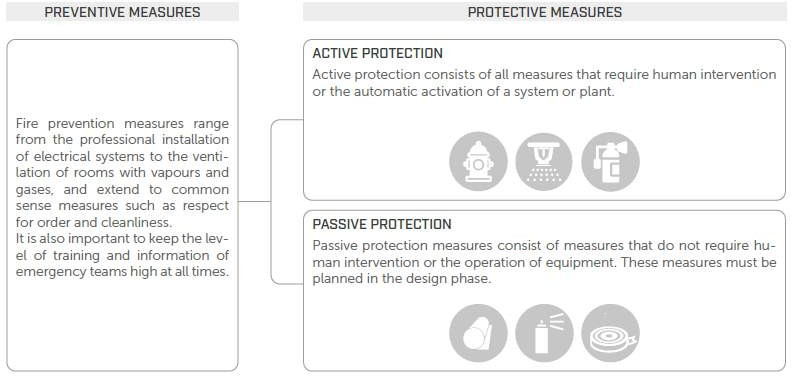 PREVENTIVE MEASURES
PROTECTIVE MEASURES
Fire prevention measures range
from the professional installation
of electrical systems to the venti-
lation of rooms with vapours and
gases, and extend to common
sense measures such as respect
for order and cleanliness.
It is also important to keep the lev-
el of training and information of
emergency teams high at all times.
ACTIVE PROTECTION
Active protection consists of all measures that require human intervention
or the automatic activation of a system or plant.
PASSIVE PROTECTION
Passive protection measures consist of measures that do not require hu-
man intervention or the operation of equipment. These measures must be
planned in the design phase.